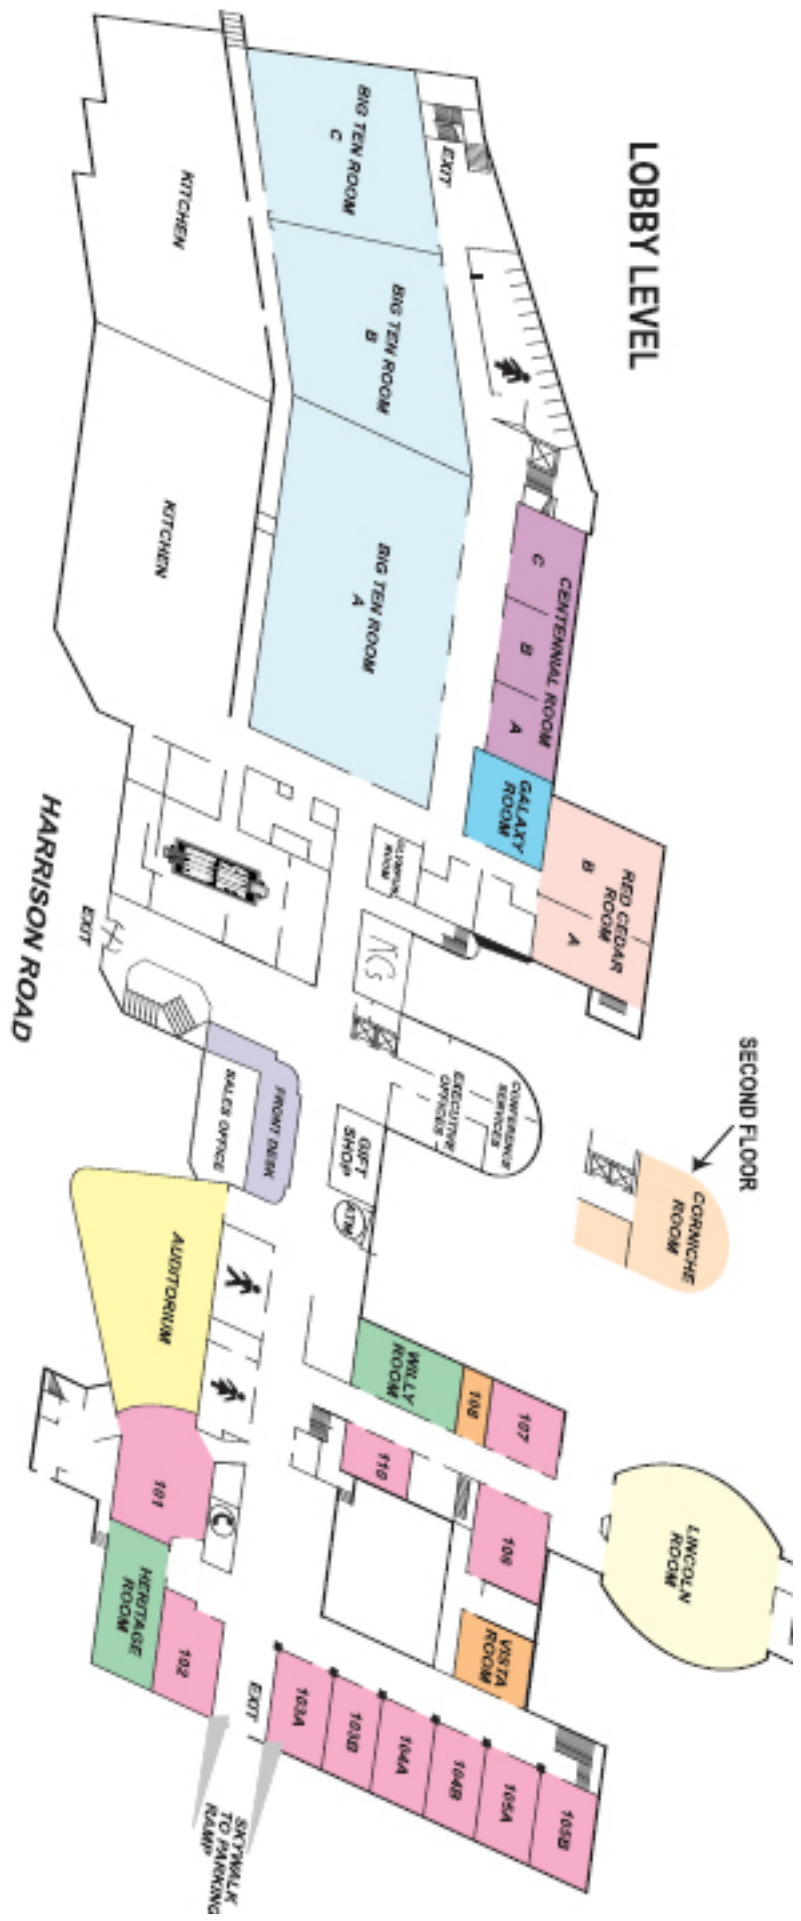 LOBBY LEVEL
BIG TEN ROOM
C
EXIT
KITCHEN
BIG TEN ROOM
B
KITCHEN
BIG TEN ROOM
A
CENTENNIAL ROOM
C
B
A
GALAXY
ROOM
RED CEDAR
ROOM
B
A
ROOM
HARRISON ROAD
EXIT
SECOND FLOOR
CORNICHE
ROOM
CONFERENCE
SERVICES
EXECUTIVE
OFFICES
FRONT DESK
SALES OFFICE
GIFT
SHOP
ATM
AUDITORIUM
WILLY
ROOM
108
107
110
106
LINCOLN
ROOM
101
HERITAGE
ROOM
102
VISTA
ROOM
EXIT
103A
103B
104A
104B
105A
105B
SKYWALK
TO PARKING
RAMP